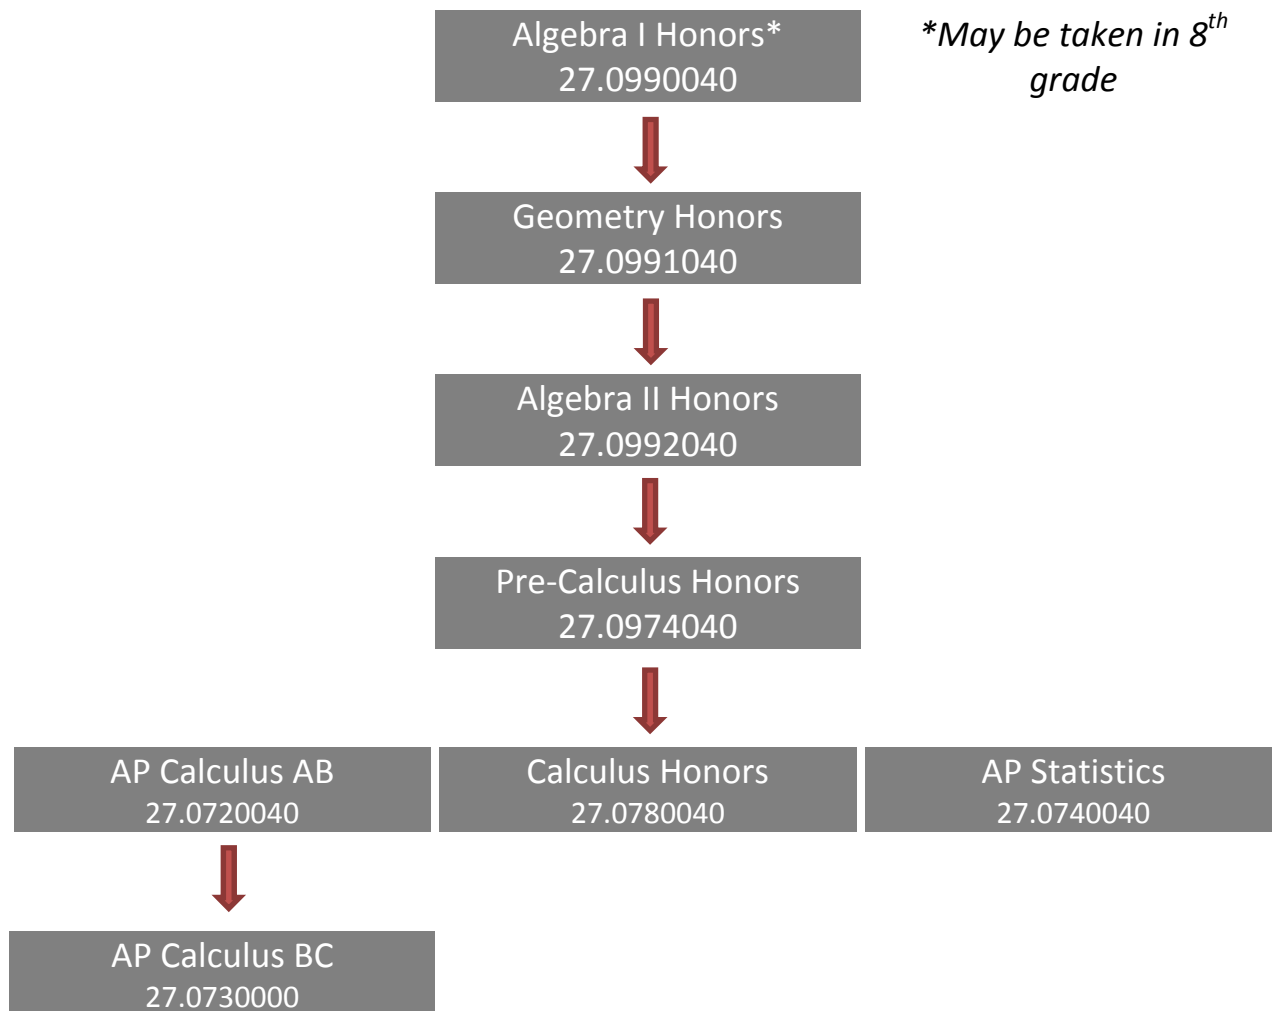 Algebra I Honors*
27.0990040
*May be taken in 8th
grade
Geometry Honors
27.0991040
Algebra II Honors
27.0992040
Pre-Calculus Honors
27.0974040
AP Calculus AB
27.0720040
Calculus Honors
27.0780040
AP Statistics
27.0740040
AP Calculus BC
27.0730000